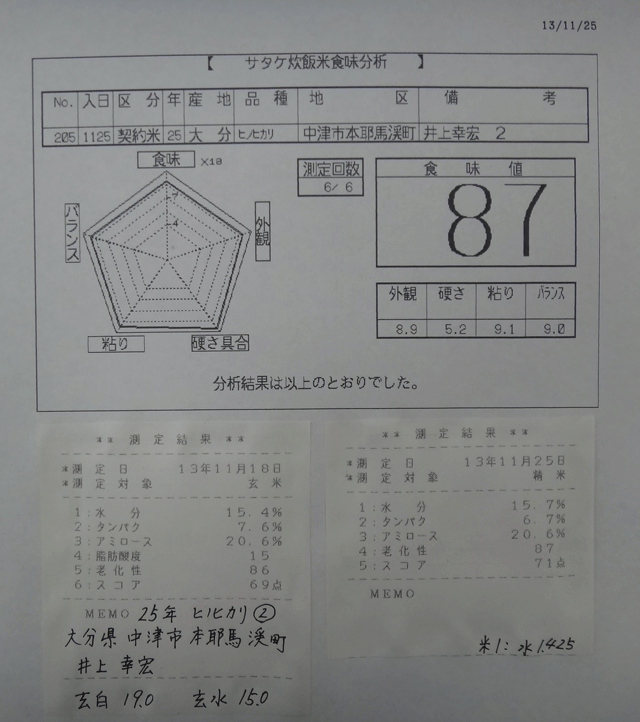 13/11/25
【 サタケ炊飯米食味分析 】
No. 入日 区分 年 産地 品種 地区 備考
205 1125 契約米 25 大分 ヒノヒカリ 中津市本耶馬溪町 井上幸宏 2
食味 ×10
7
4
外観
硬さ具合
粘り
バランス
測定回数
6/ 6
食味値
87
外観 硬さ 粘り バランス
8.9 5.2 9.1 9.0
分析結果は以上のとおりでした。
** 測定結果 **
*測定日 13年11月18日
*測定対象 玄米
1:水分 15.4%
2:タンパク 7.6%
3:アミロース 20.6%
4:脂肪酸度 15
5:老化性 86
6:スコア 69点
MEMO 25年 ヒノヒカリ ②
大分県 中津市 本耶馬溪町
井上 幸宏
玄白 19.0 玄水 15.0
** 測定結果 **
*測定日 13年11月25日
*測定対象 精米
1:水分 15.7%
2:タンパク 6.7%
3:アミロース 20.6%
4:老化性 87
5:スコア 71点
MEMO
米1:水1.425